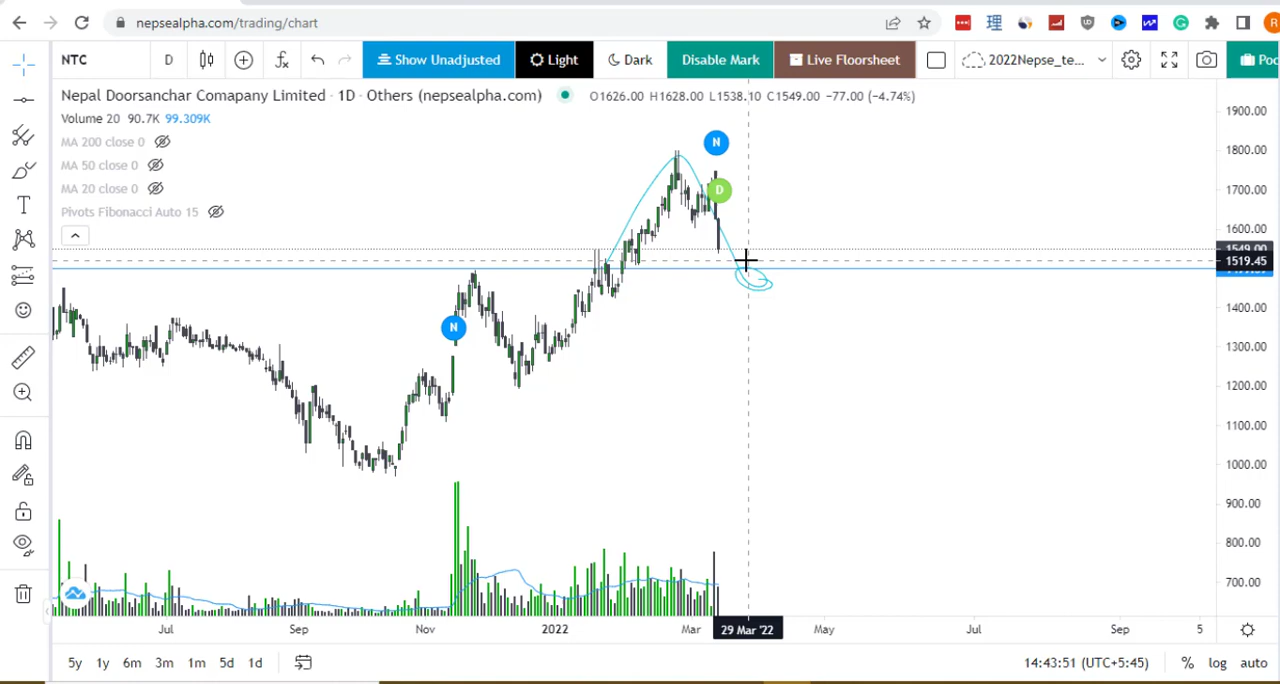 nepsealpha.com/trading/chart
NTC D Show Unadjusted Light Dark Disable Mark Live Floorsheet 2022Nepse_te...
Nepal Doorsanchar Comapany Limited · 1D · Others (nepsealpha.com) O1626.00 H1628.00 L1538.10 C1549.00 −77.00 (−4.74%)
Volume 20 90.7K 99.309K
MA 200 close 0
MA 50 close 0
MA 20 close 0
Pivots Fibonacci Auto 15
N
D
N
1900.00
1800.00
1700.00
1600.00
1549.00
1519.45
1400.00
1300.00
1200.00
1100.00
1000.00
900.00
800.00
700.00
Jul Sep Nov 2022 Mar 29 Mar '22 May Jul Sep 5
5y 1y 6m 3m 1m 5d 1d 14:43:51 (UTC+5:45) % log auto